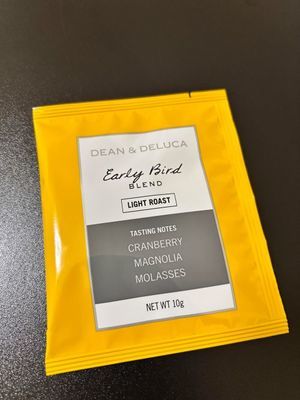 DEAN & DELUCA
Early Bird
BLEND
LIGHT ROAST
TASTING NOTES
CRANBERRY
MAGNOLIA
MOLASSES
NET WT 10g